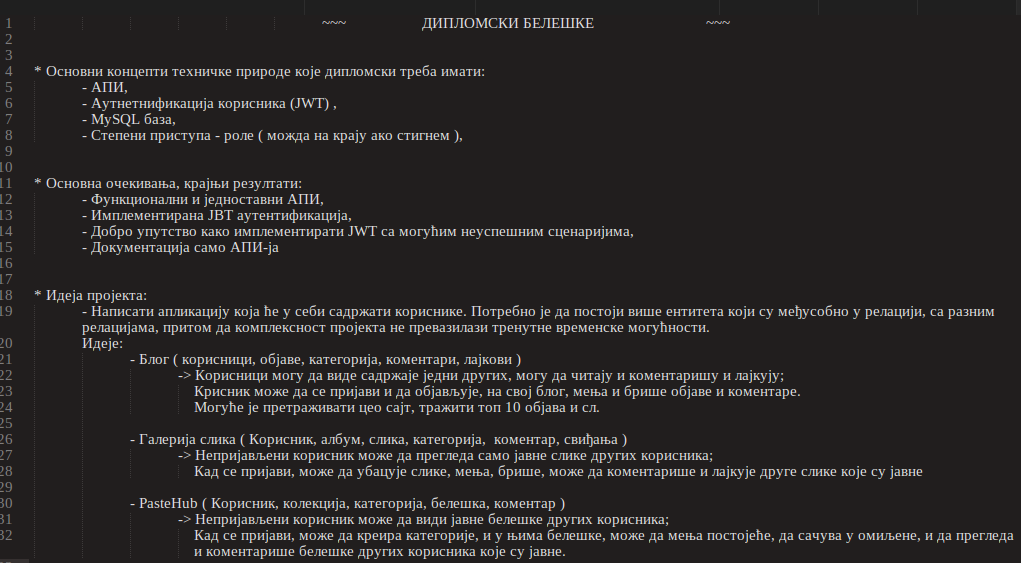 1 ~~~ ДИПЛОМСКИ БЕЛЕШКЕ ~~~
2
3
4 * Основни концепти техничке природе које дипломски треба имати:
5 - АПИ,
6 - Аутнетнификација корисника (JWT) ,
7 - MySQL база,
8 - Степени приступа - роле ( можда на крају ако стигнем ),
9
10
11 * Основна очекивања, крајњи резултати:
12 - Функционални и једноставни АПИ,
13 - Имплементирана ЈВТ аутентификација,
14 - Добро упутство како имплементирати JWT са могућим неуспешним сценаријима,
15 - Документација само АПИ-ја
16
17
18 * Идеја пројекта:
19 - Написати апликацију која ће у себи садржати кориснике. Потребно је да постоји више ентитета који су међусобно у релацији, са разним
релацијама, притом да комплексност пројекта не превазилази тренутне временске могућности.
20 Идеје:
21 - Блог ( корисници, објаве, категорија, коментари, лајкови )
22 -> Корисници могу да виде садржаје једни других, могу да читају и коментаришу и лајкују;
23 Крисник може да се пријави и да објављује, на свој блог, мења и брише објаве и коментаре.
24 Могуће је претраживати цео сајт, тражити топ 10 објава и сл.
25
26 - Галерија слика ( Корисник, албум, слика, категорија, коментар, свиђања )
27 -> Непријављени корисник може да прегледа само јавне слике других корисника;
28 Кад се пријави, може да убацује слике, мења, брише, може да коментарише и лајкује друге слике које су јавне
29
30 - PasteHub ( Корисник, колекција, категорија, белешка, коментар )
31 -> Непријављени корисник може да види јавне белешке других корисника;
32 Кад се пријави, може да креира категорије, и у њима белешке, може да мења постојеће, да сачува у омиљене, и да прегледа
и коментарише белешке других корисника које су јавне.